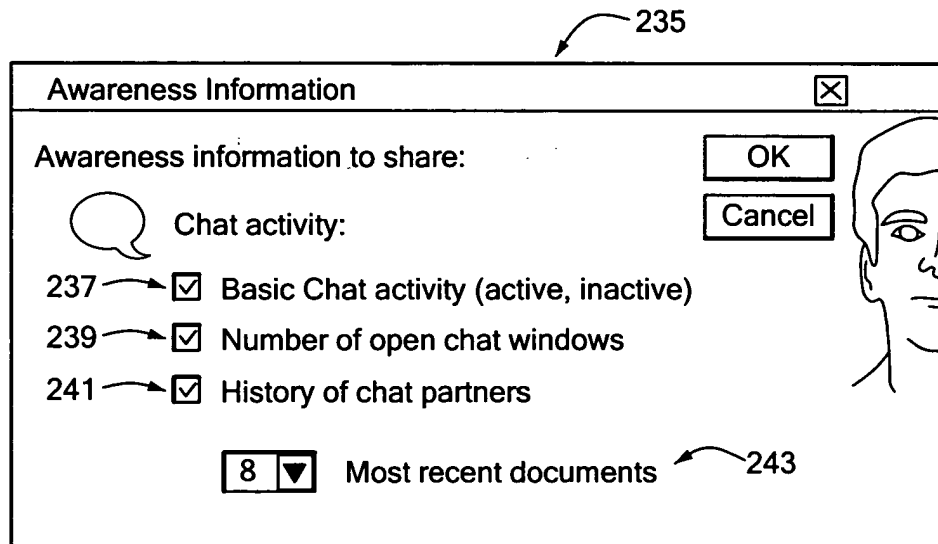 235
Awareness Information
Awareness information to share:
OK
Cancel
Chat activity:
237 Basic Chat activity (active, inactive)
239 Number of open chat windows
241 History of chat partners
8 Most recent documents 243